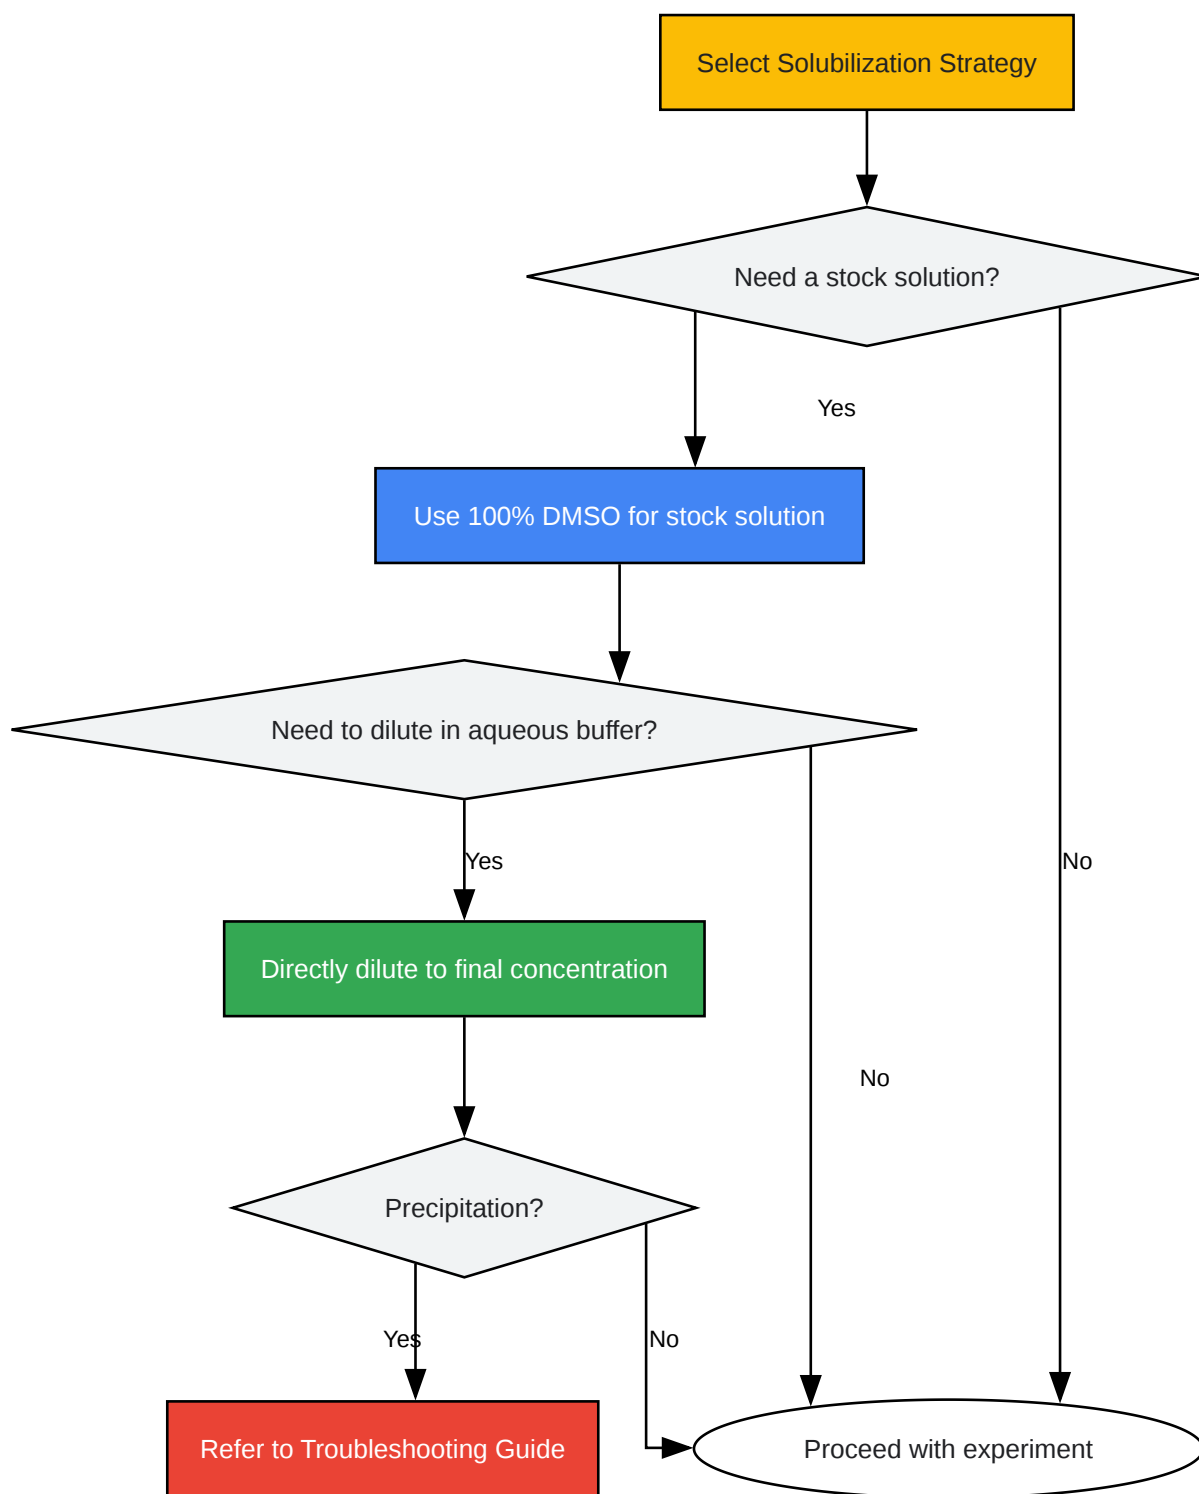 Select Solubilization Strategy
Need a stock solution?
Yes
Use 100% DMSO for stock solution
Need to dilute in aqueous buffer?
Yes
No
Directly dilute to final concentration
No
Precipitation?
Yes
No
Refer to Troubleshooting Guide
Proceed with experiment